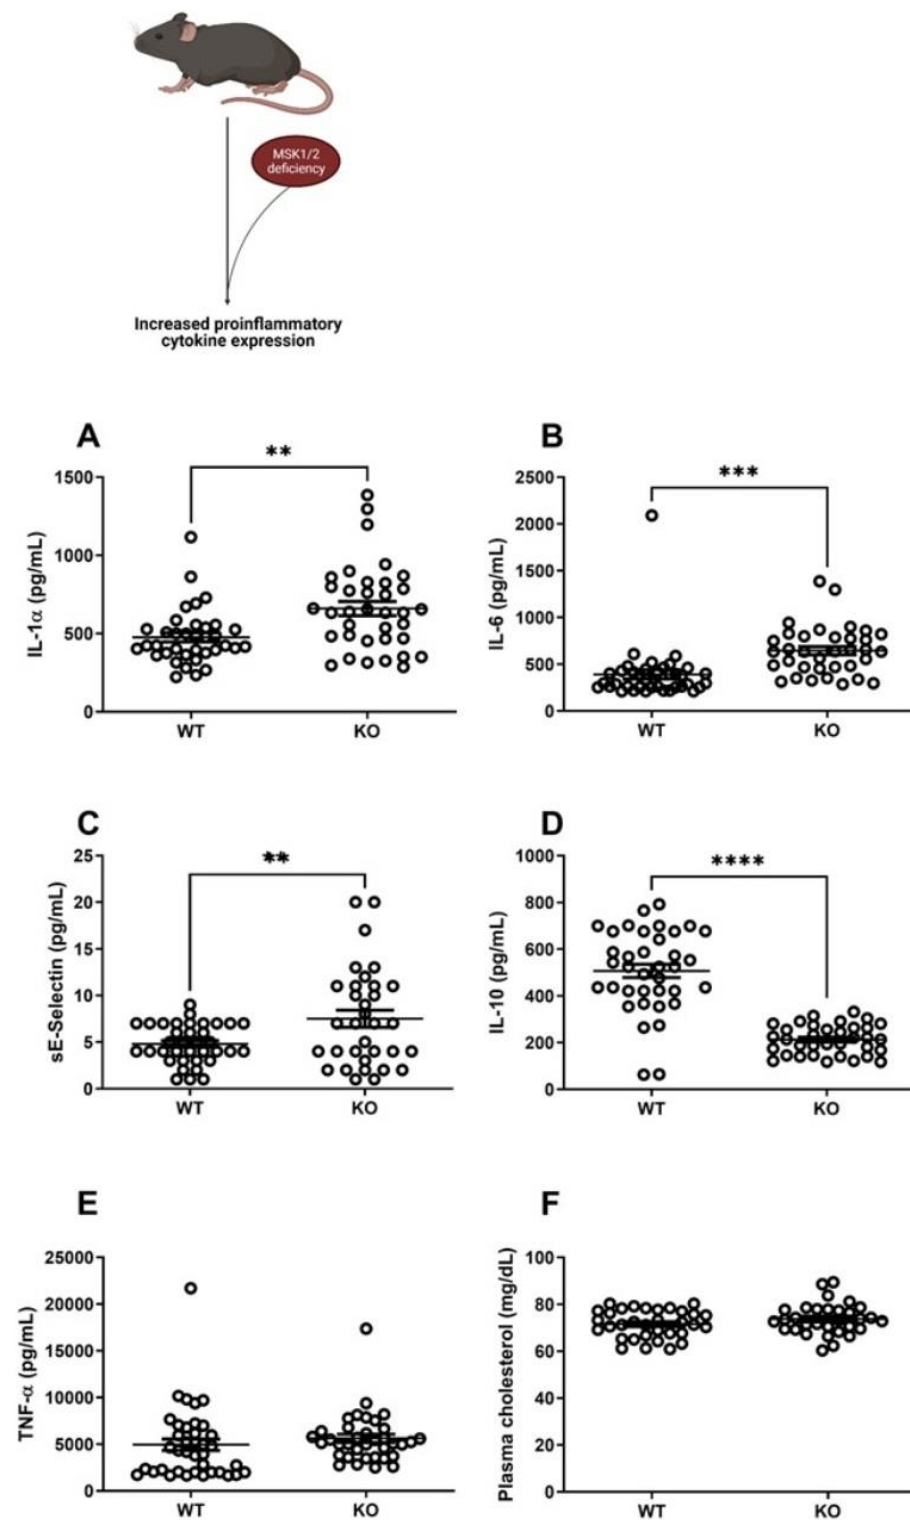 MSK1/2
deficiency
Increased proinflammatory
cytokine expression
A
**
1500
1000
500
0
IL-1α (pg/mL)
WT KO
B
***
2500
2000
1500
1000
500
0
IL-6 (pg/mL)
WT KO
C
**
25
20
15
10
5
0
sE-Selectin (pg/mL)
WT KO
D
****
1000
800
600
400
200
0
IL-10 (pg/mL)
WT KO
E
25000
20000
15000
10000
5000
0
TNF-α (pg/mL)
WT KO
F
100
80
60
40
20
0
Plasma cholesterol (mg/dL)
WT KO